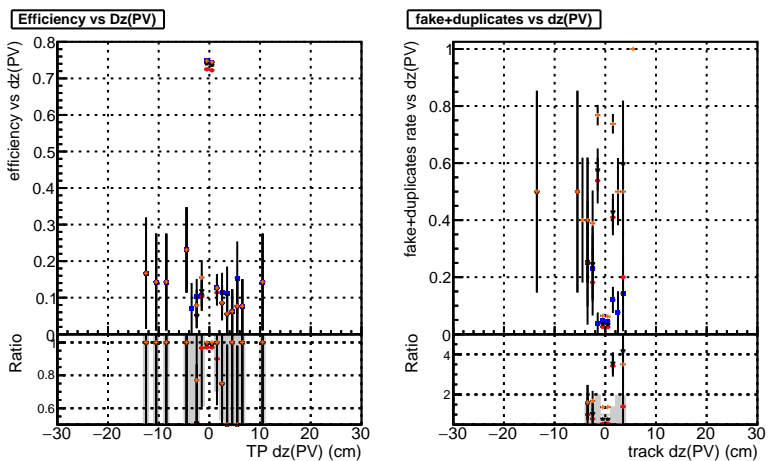 Efficiency vs Dz(PV)
efficiency vs dz(PV)
0.8
0.7
0.6
0.5
0.4
0.3
0.2
0.1
0
Ratio
1
0.8
0.6
−30 −20 −10 0 10 20 30
TP dz(PV) (cm)
fake+duplicates vs dz(PV)
fake+duplicates rate vs dz(PV)
1
0.8
0.6
0.4
0.2
0
Ratio
4
2
−30 −20 −10 0 10 20 30
track dz(PV) (cm)